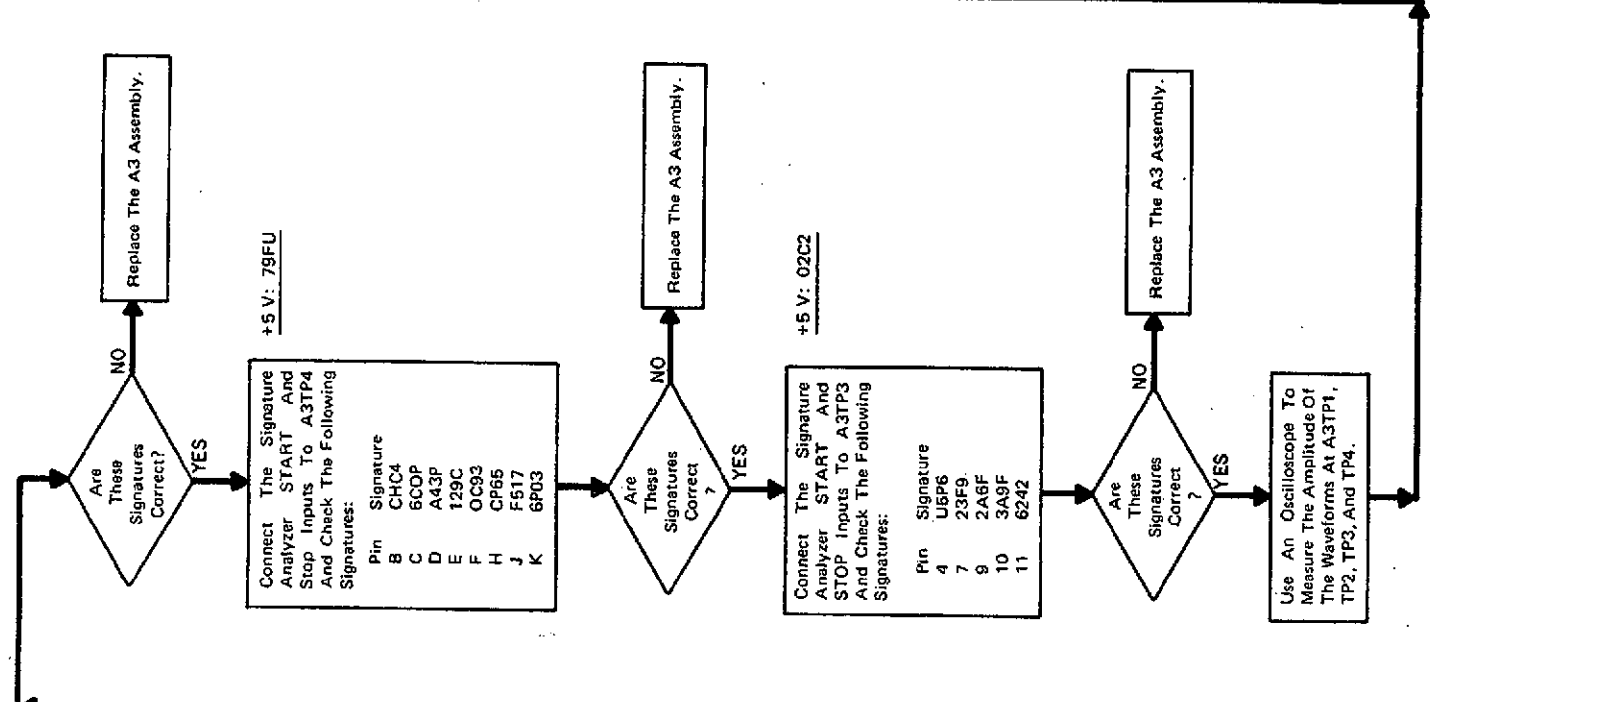 Are
These
Signatures
Correct?
NO
Replace The A3 Assembly.
YES
+5 V: 79FU
Connect The Signature
Analyzer START And
Stop Inputs To A3TP4
And Check The Following
Signatures:
Pin Signature
B CHC4
C 6COP
D A43P
E 129C
F OC93
H CP65
J F517
K 6P03
Are
These
Signatures
Correct
?
NO
Replace The A3 Assembly.
YES
+5 V: 02C2
Connect The Signature
Analyzer START And
STOP Inputs To A3TP3
And Check The Following
Signatures:
Pin Signature
4 U6P6
7 23F9
9 2A6F
10 3A9F
11 6242
Are
These
Signatures
Correct
?
NO
Replace The A3 Assembly.
YES
Use An Oscilloscope To
Measure The Amplitude Of
The Waveforms At A3TP1,
TP2, TP3, And TP4.